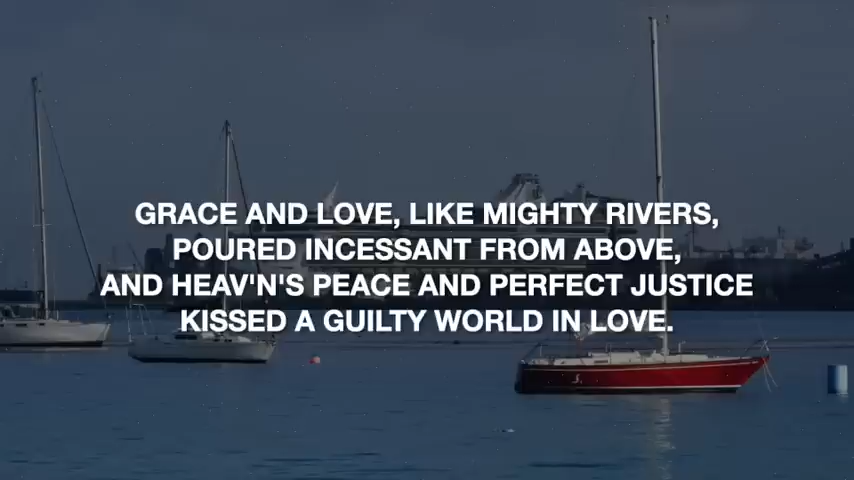 GRACE AND LOVE, LIKE MIGHTY RIVERS,
POURED INCESSANT FROM ABOVE,
AND HEAV'N'S PEACE AND PERFECT JUSTICE
KISSED A GUILTY WORLD IN LOVE.